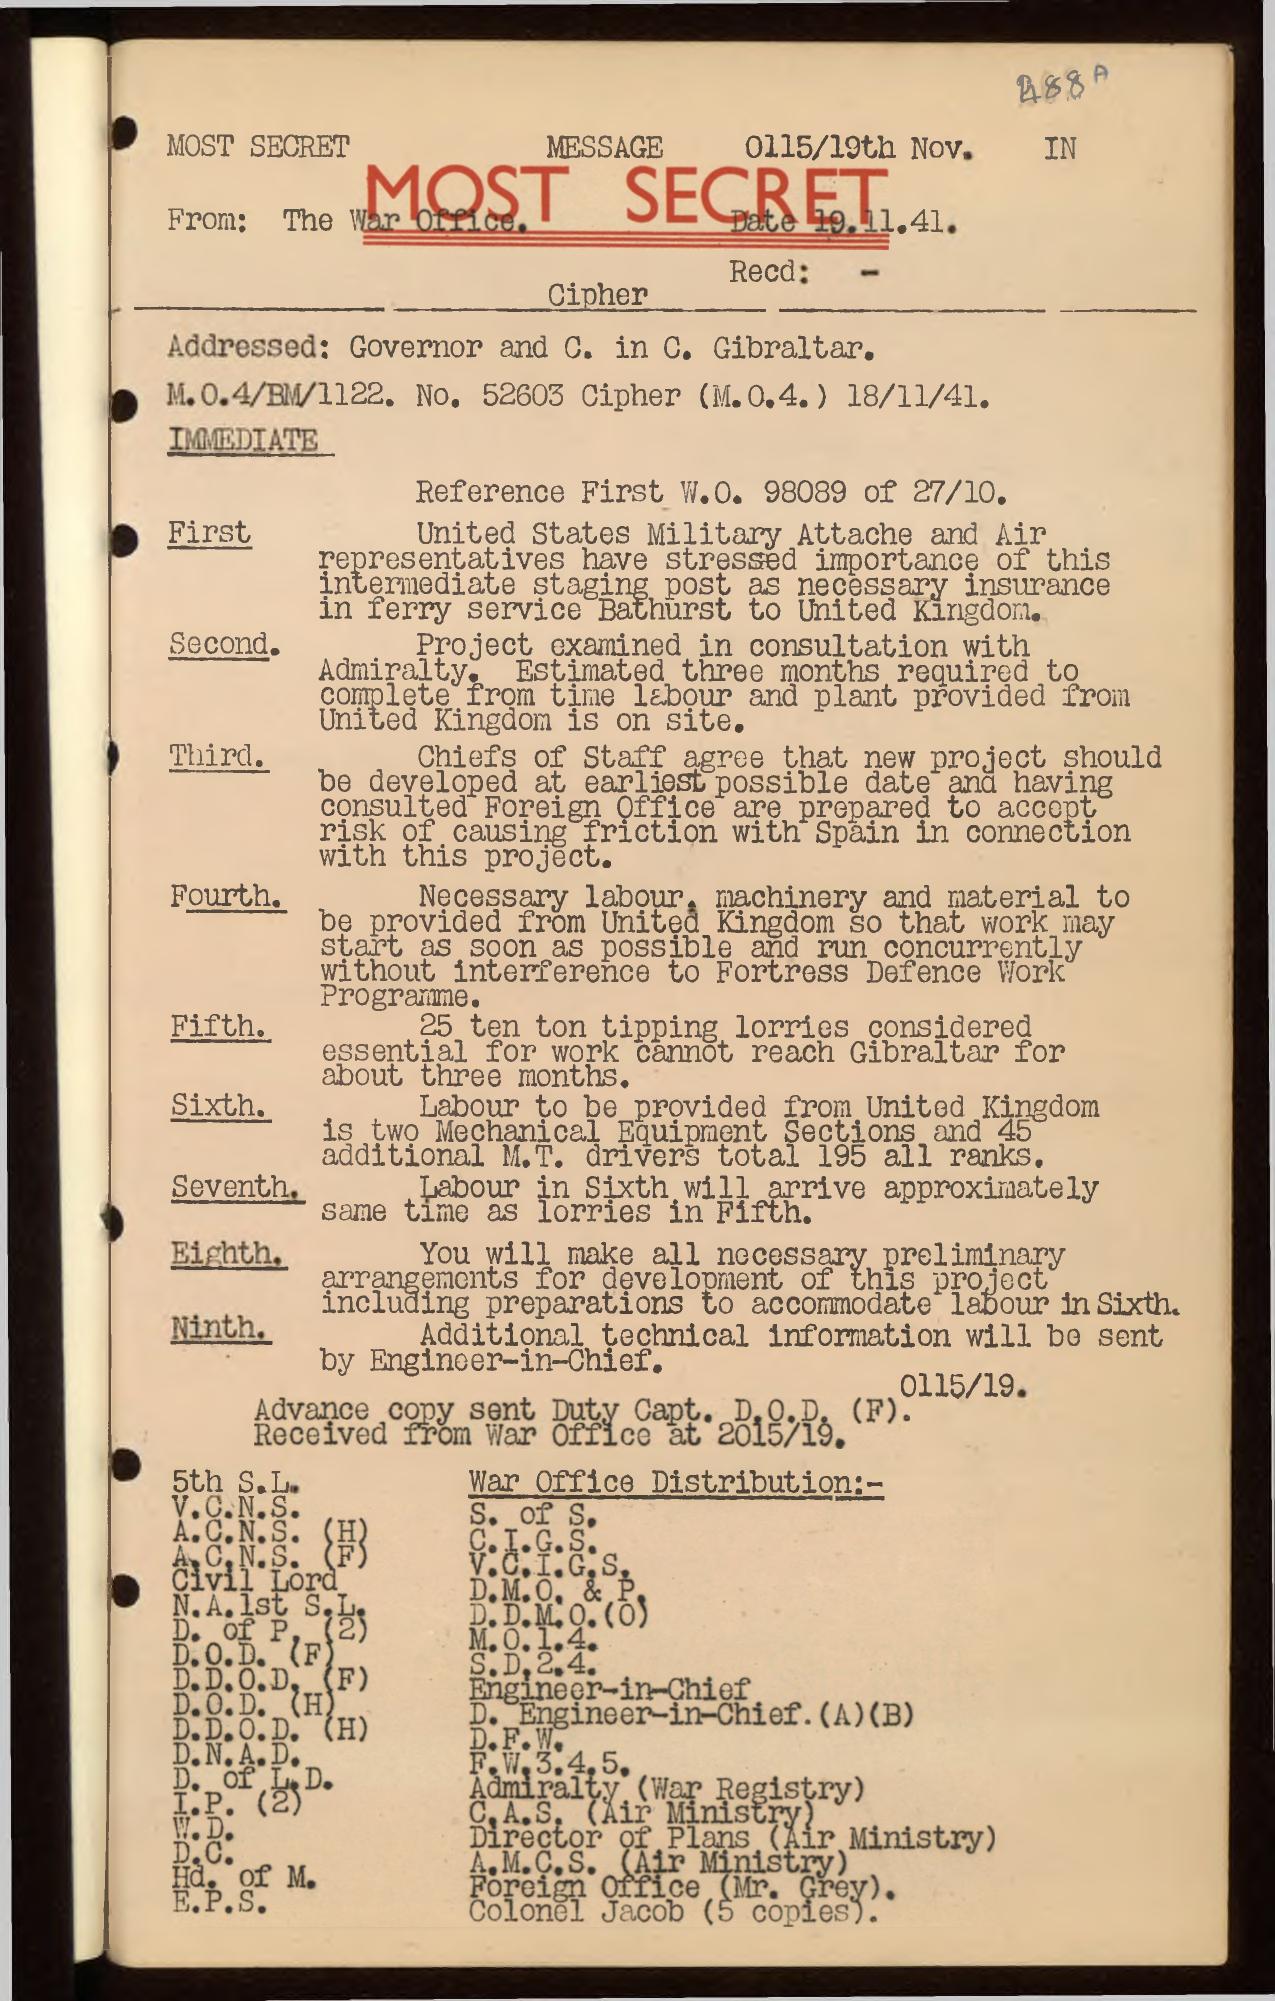 488A
MOST SECRET MESSAGE 0115/19th Nov. IN
MOST SECRET
From: The War Office. Date 19.11.41.
Recd: -
Cipher
Addressed: Governor and C. in C. Gibraltar.
M.O.4/BM/1122. No. 52603 Cipher (M.O.4.) 18/11/41.
IMMEDIATE
Reference First W.O. 98089 of 27/10.
First United States Military Attache and Air
representatives have stressed importance of this
intermediate staging post as necessary insurance
in ferry service Bathurst to United Kingdom.
Second. Project examined in consultation with
Admiralty. Estimated three months required to
complete from time labour and plant provided from
United Kingdom is on site.
Third. Chiefs of Staff agree that new project should
be developed at earliest possible date and having
consulted Foreign Office are prepared to accept
risk of causing friction with Spain in connection
with this project.
Fourth. Necessary labour, machinery and material to
be provided from United Kingdom so that work may
start as soon as possible and run concurrently
without interference to Fortress Defence Work
Programme.
Fifth. 25 ten ton tipping lorries considered
essential for work cannot reach Gibraltar for
about three months.
Sixth. Labour to be provided from United Kingdom
is two Mechanical Equipment Sections and 45
additional M.T. drivers total 195 all ranks.
Seventh. Labour in Sixth will arrive approximately
same time as lorries in Fifth.
Eighth. You will make all necessary preliminary
arrangements for development of this project
including preparations to accommodate labour in Sixth.
Ninth. Additional technical information will be sent
by Engineer-in-Chief.
0115/19.
Advance copy sent Duty Capt. D.O.D. (F).
Received from War Office at 2015/19.
5th S.L.
V.C.N.S.
A.C.N.S. (H)
A.C.N.S. (F)
Civil Lord
N.A.1st S.L.
D. of P. (2)
D.O.D. (F)
D.D.O.D. (F)
D.O.D. (H)
D.D.O.D. (H)
D.N.A.D.
D. of L.D.
I.P. (2)
W.D.
D.C.
Hd. of M.
E.P.S.
War Office Distribution:-
S. of S.
C.I.G.S.
V.C.I.G.S.
D.M.O. & P.
D.D.M.O.(O)
M.O.1.4.
S.D.2.4.
Engineer-in-Chief
D. Engineer-in-Chief.(A)(B)
D.F.W.
F.W.3.4.5.
Admiralty (War Registry)
C.A.S. (Air Ministry)
Director of Plans (Air Ministry)
A.M.C.S. (Air Ministry)
Foreign Office (Mr. Grey).
Colonel Jacob (5 copies).